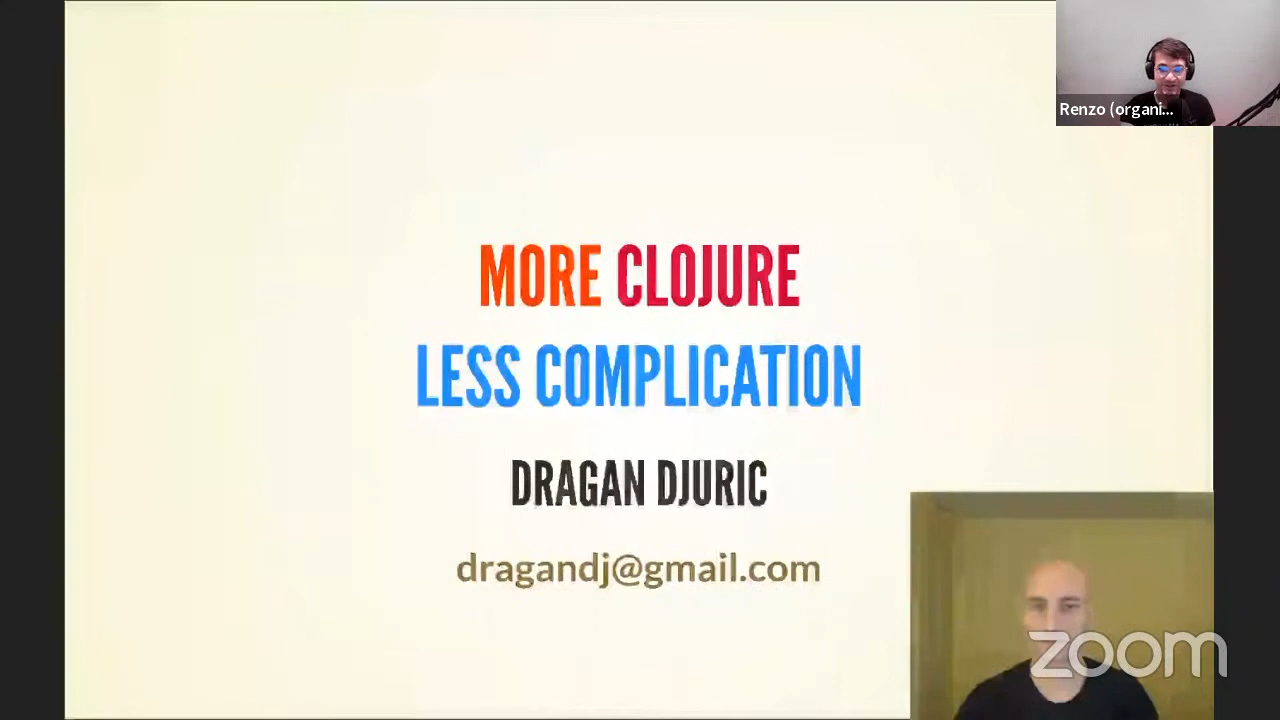 Renzo (organi...
MORE CLOJURE
LESS COMPLICATION
DRAGAN DJURIC
dragandj@gmail.com
zoom